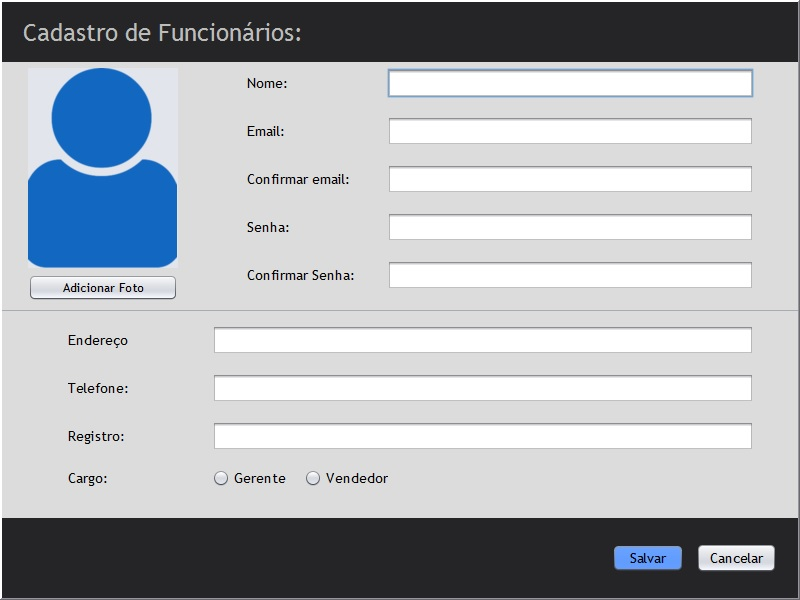 Cadastro de Funcionários:
Nome:
Email:
Confirmar email:
Senha:
Confirmar Senha:
Adicionar Foto
Endereço
Telefone:
Registro:
Cargo: Gerente Vendedor
Salvar Cancelar